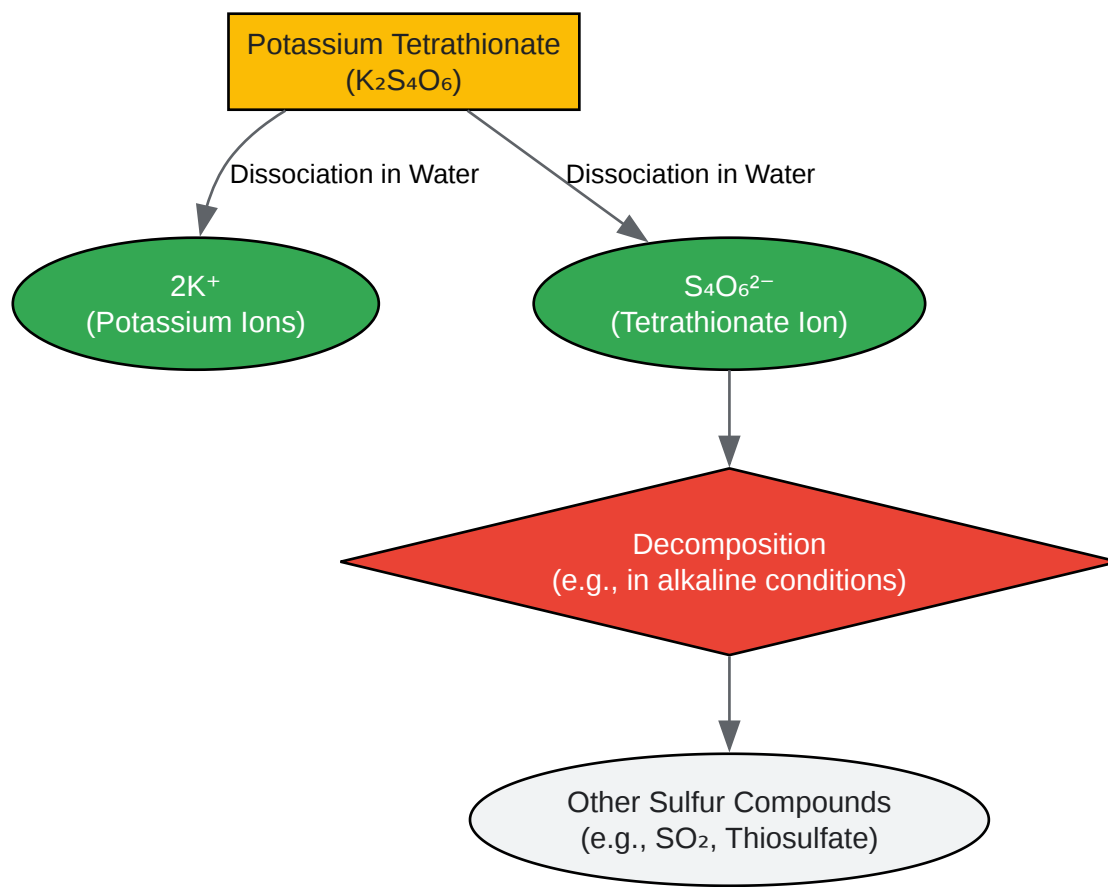 Potassium Tetrathionate
(K₂S₄O₆)
Dissociation in Water
Dissociation in Water
2K⁺
(Potassium Ions)
S₄O₆²⁻
(Tetrathionate Ion)
Decomposition
(e.g., in alkaline conditions)
Other Sulfur Compounds
(e.g., SO₂, Thiosulfate)